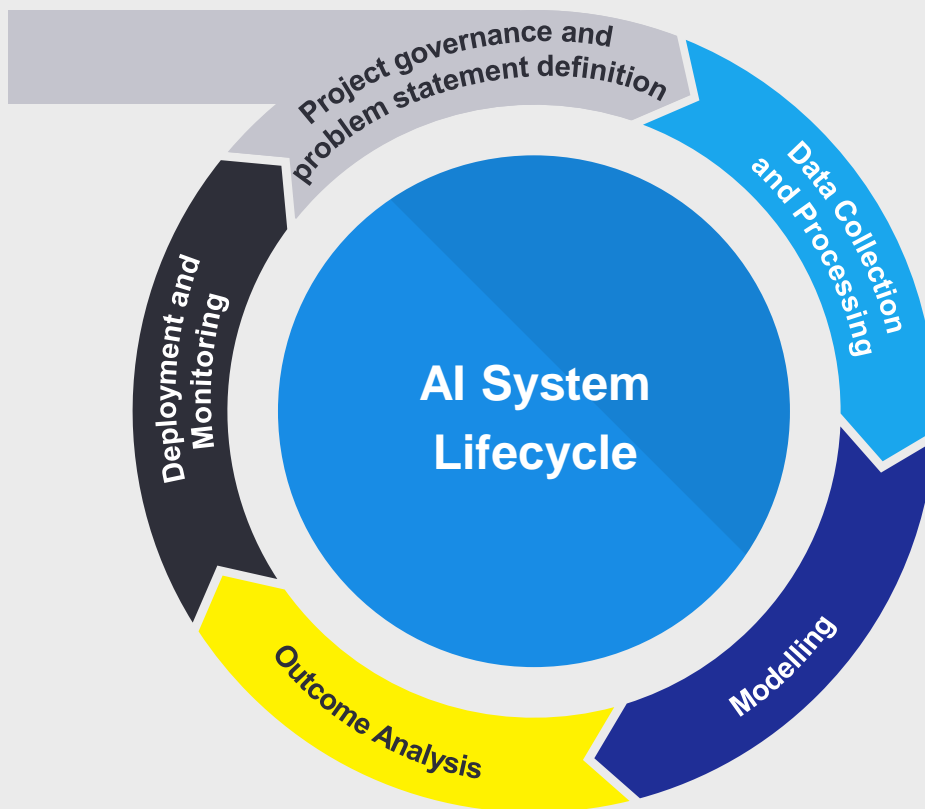 Project governance and
problem statement definition
Data Collection
and Processing
Modelling
Outcome Analysis
Deployment and
Monitoring
AI System
Lifecycle